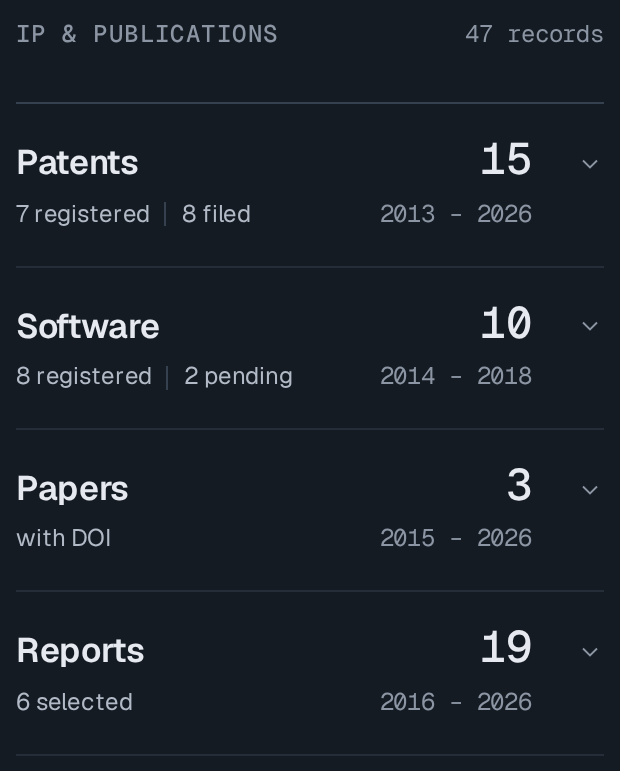 IP & PUBLICATIONS 47 records
Patents 15
7 registered | 8 filed 2013 – 2026
Software 10
8 registered | 2 pending 2014 – 2018
Papers 3
with DOI 2015 – 2026
Reports 19
6 selected 2016 – 2026